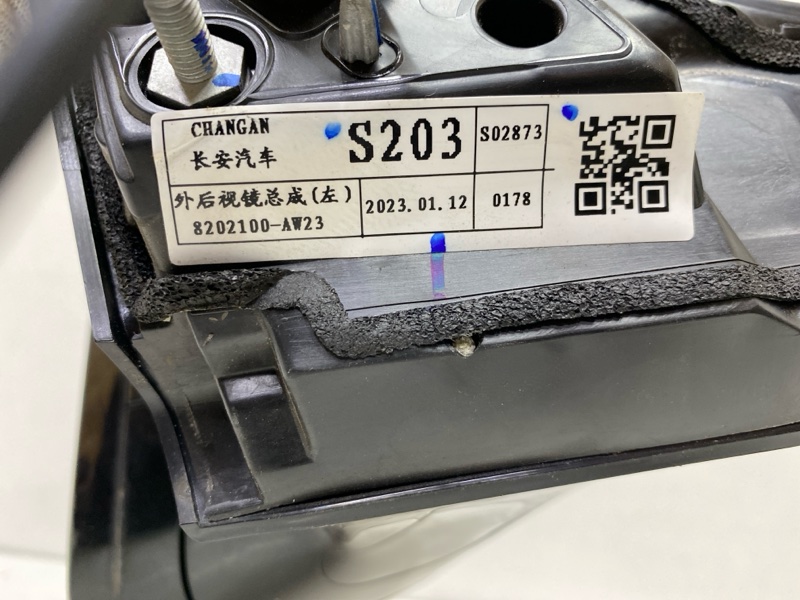 CHANGAN
长安汽车
S203
S02873
外后视镜总成(左)
8202100-AW23
2023.01.12
0178